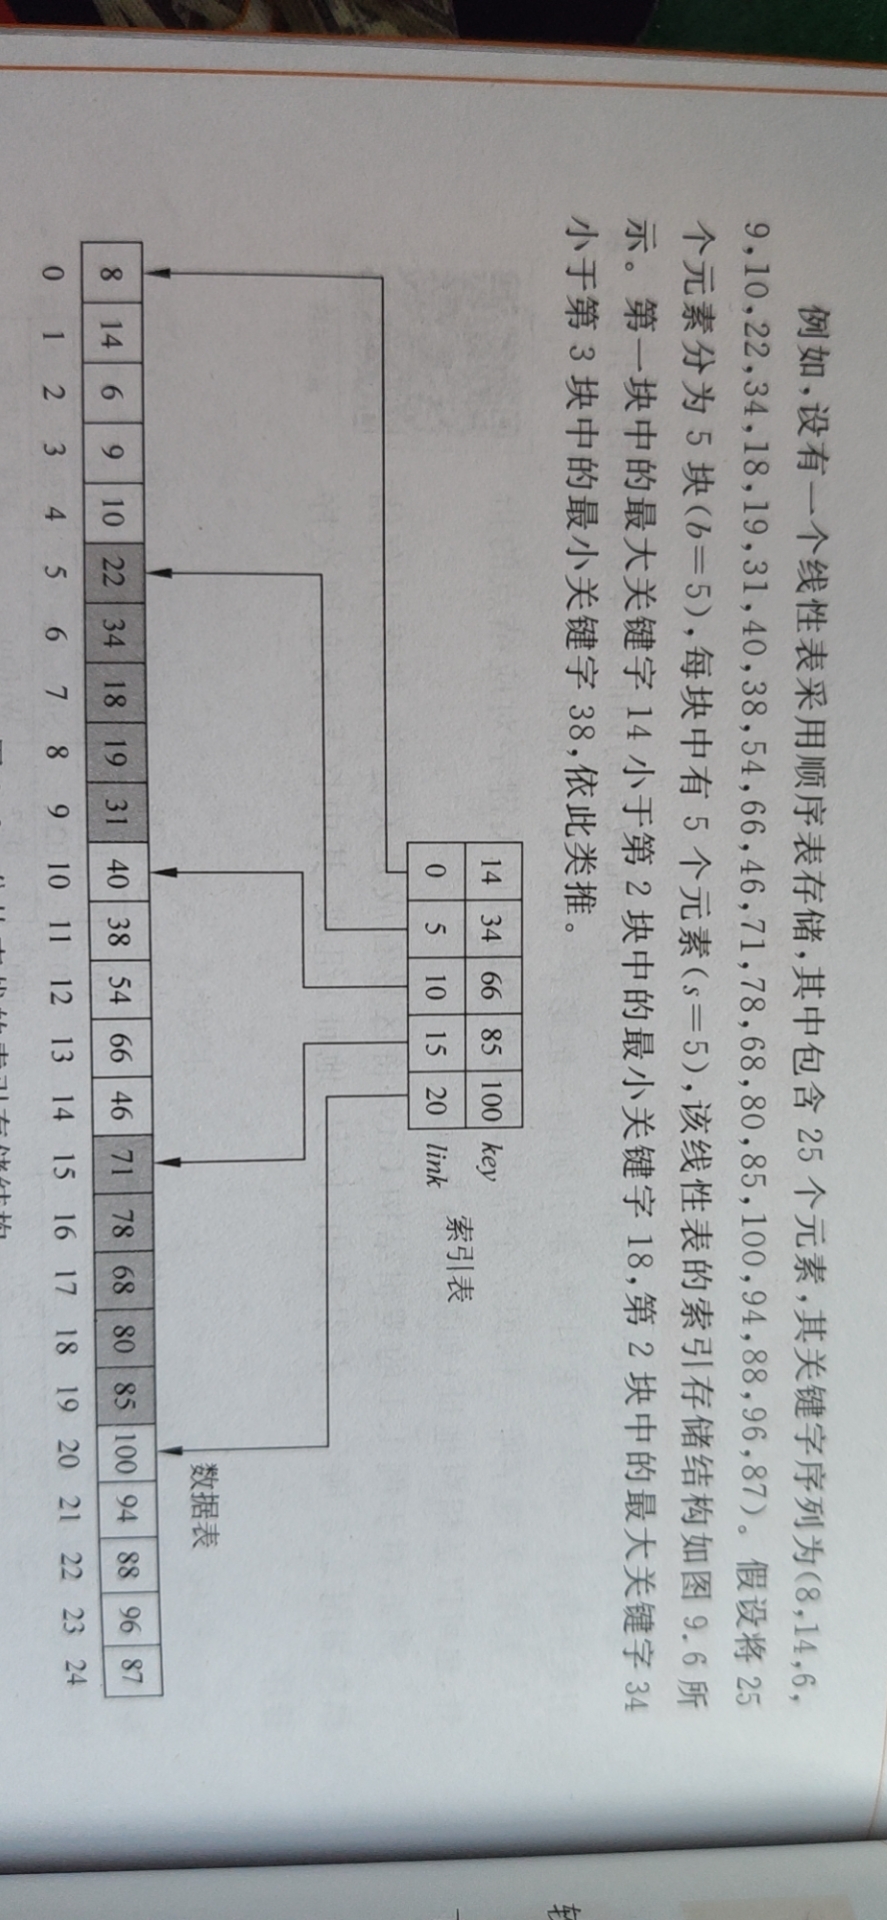 例如,设有一个线性表采用顺序表存储,其中包含 25 个元素,其关键字序列为(8,14,6,
9,10,22,34,18,19,31,40,38,54,66,46,71,78,68,80,85,100,94,88,96,87)。假设将 25
个元素分为 5 块(b=5),每块中有 5 个元素(s=5),该线性表的索引存储结构如图 9.6 所
示。第一块中的最大关键字 14 小于第 2 块中的最小关键字 18,第 2 块中的最大关键字 34
小于第 3 块中的最小关键字 38,依此类推。
14 34 66 85 100 key
0 5 10 15 20 link
索引表
数据表
8 14 6 9 10 22 34 18 19 31 40 38 54 66 46 71 78 68 80 85 100 94 88 96 87
0 1 2 3 4 5 6 7 8 9 10 11 12 13 14 15 16 17 18 19 20 21 22 23 24